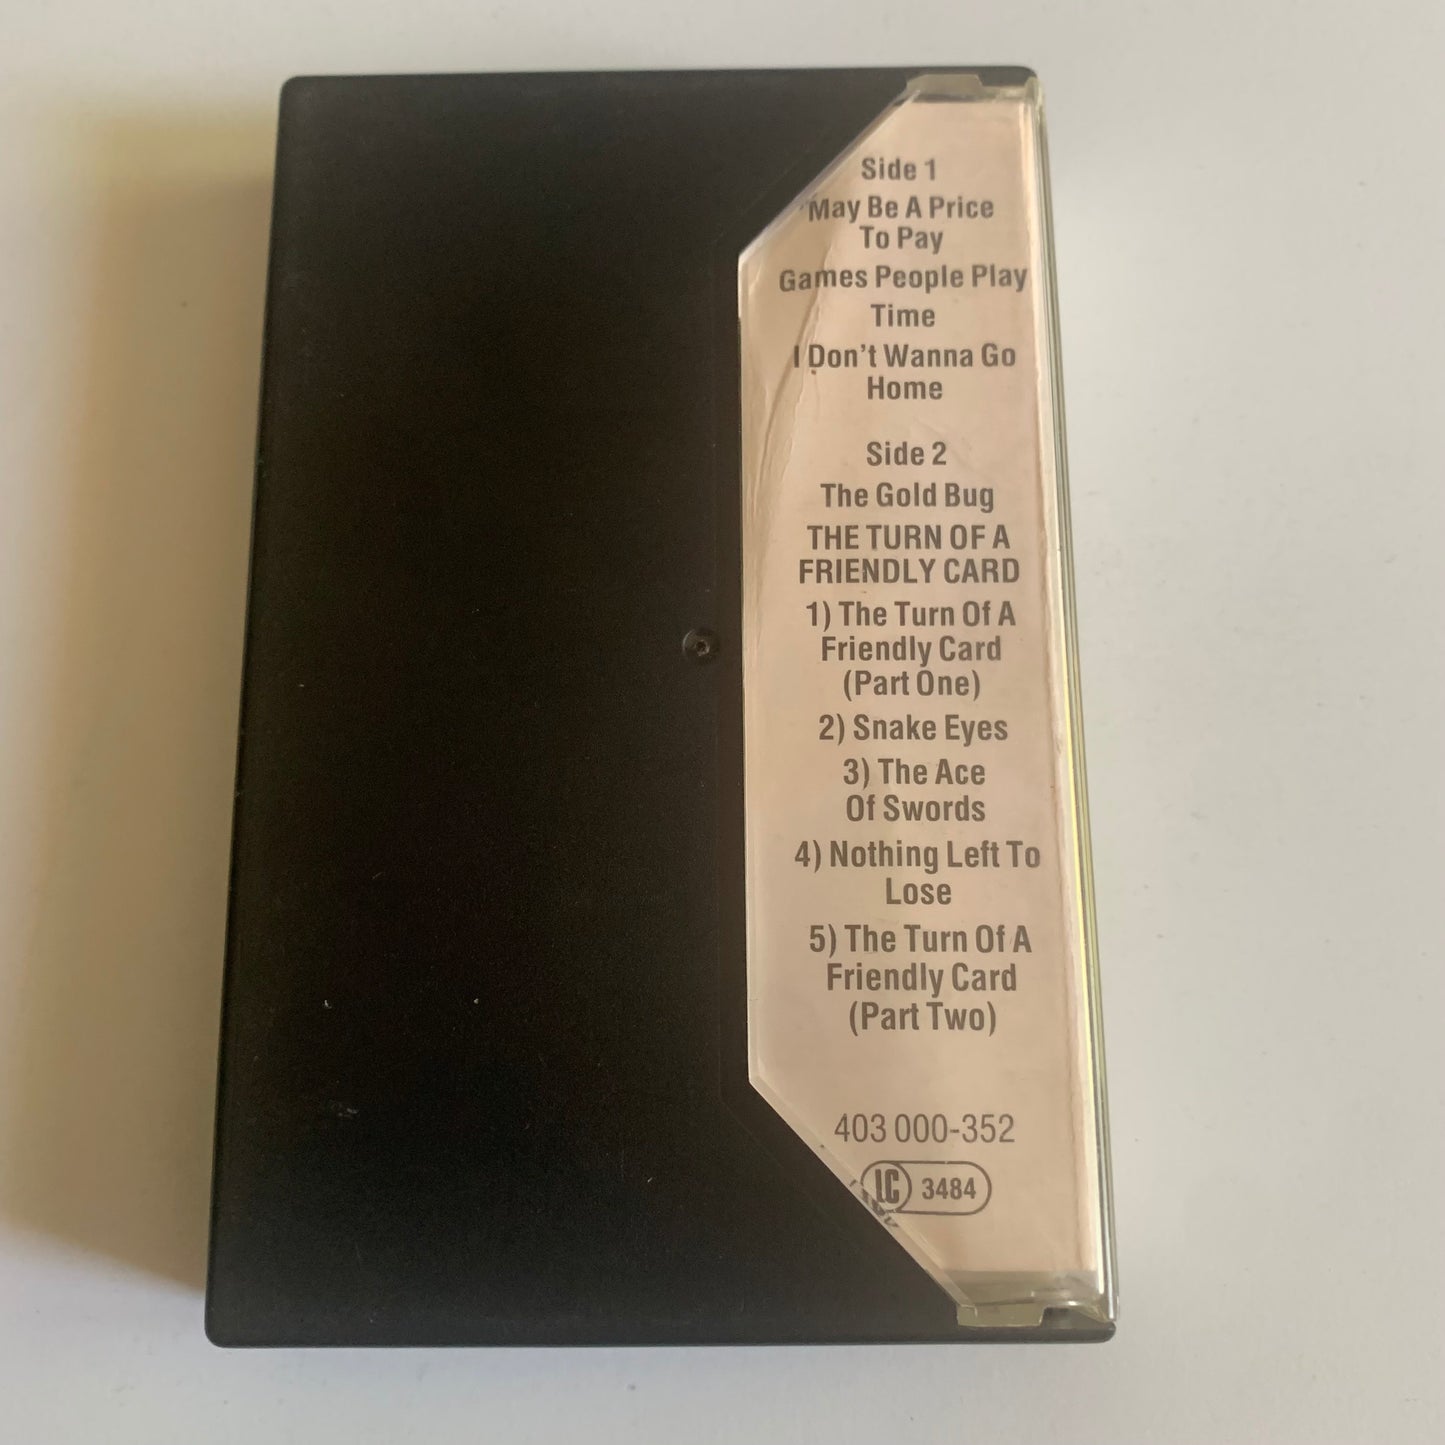 Side 1
May Be A Price
To Pay
Games People Play
Time
I Don't Wanna Go
Home
Side 2
The Gold Bug
THE TURN OF A
FRIENDLY CARD
1) The Turn Of A
Friendly Card
(Part One)
2) Snake Eyes
3) The Ace
Of Swords
4) Nothing Left To
Lose
5) The Turn Of A
Friendly Card
(Part Two)
403 000-352
LC 3484